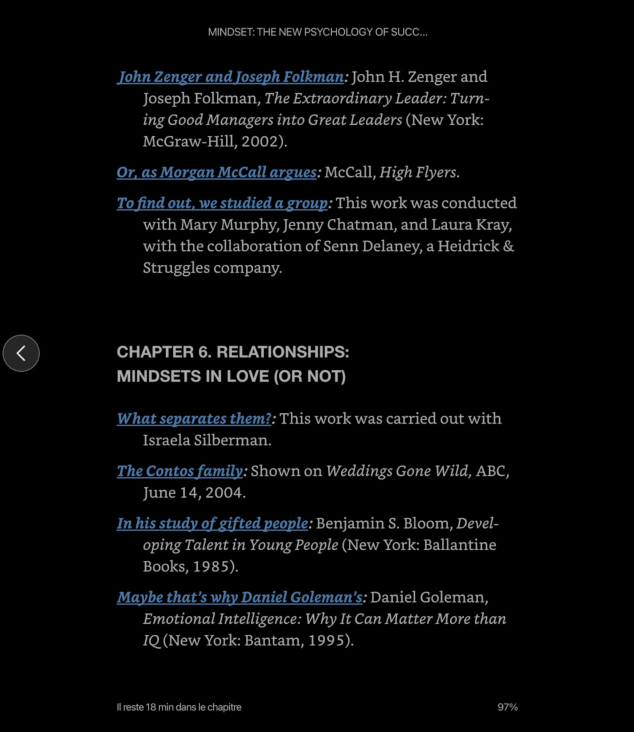 MINDSET: THE NEW PSYCHOLOGY OF SUCC...
John Zenger and Joseph Folkman: John H. Zenger and
Joseph Folkman, The Extraordinary Leader: Turn-
ing Good Managers into Great Leaders (New York:
McGraw-Hill, 2002).
Or, as Morgan McCall argues: McCall, High Flyers.
To find out, we studied a group: This work was conducted
with Mary Murphy, Jenny Chatman, and Laura Kray,
with the collaboration of Senn Delaney, a Heidrick &
Struggles company.
CHAPTER 6. RELATIONSHIPS:
MINDSETS IN LOVE (OR NOT)
What separates them?: This work was carried out with
Israela Silberman.
The Contos family: Shown on Weddings Gone Wild, ABC,
June 14, 2004.
In his study of gifted people: Benjamin S. Bloom, Devel-
oping Talent in Young People (New York: Ballantine
Books, 1985).
Maybe that’s why Daniel Goleman’s: Daniel Goleman,
Emotional Intelligence: Why It Can Matter More than
IQ (New York: Bantam, 1995).
Il reste 18 min dans le chapitre 97%